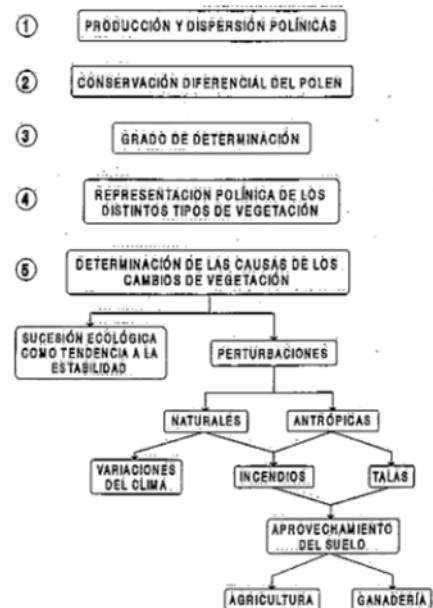 1 PRODUCCIÓN Y DISPERSIÓN POLÍNICAS
2 CONSERVACIÓN DIFERENCIAL DEL POLEN
3 GRADO DE DETERMINACIÓN
4 REPRESENTACIÓN POLÍNICA DE LOS
DISTINTOS TIPOS DE VEGETACIÓN
5 DETERMINACIÓN DE LAS CAUSAS DE LOS
CAMBIOS DE VEGETACIÓN
SUCESIÓN ECOLÓGICA
COMO TENDENCIA A LA
ESTABILIDAD
PERTURBACIONES
NATURALES
ANTRÓPICAS
VARIACIONES
DEL CLIMA
INCENDIOS
TALAS
APROVECHAMIENTO
DEL SUELO
AGRICULTURA
GANADERÍA